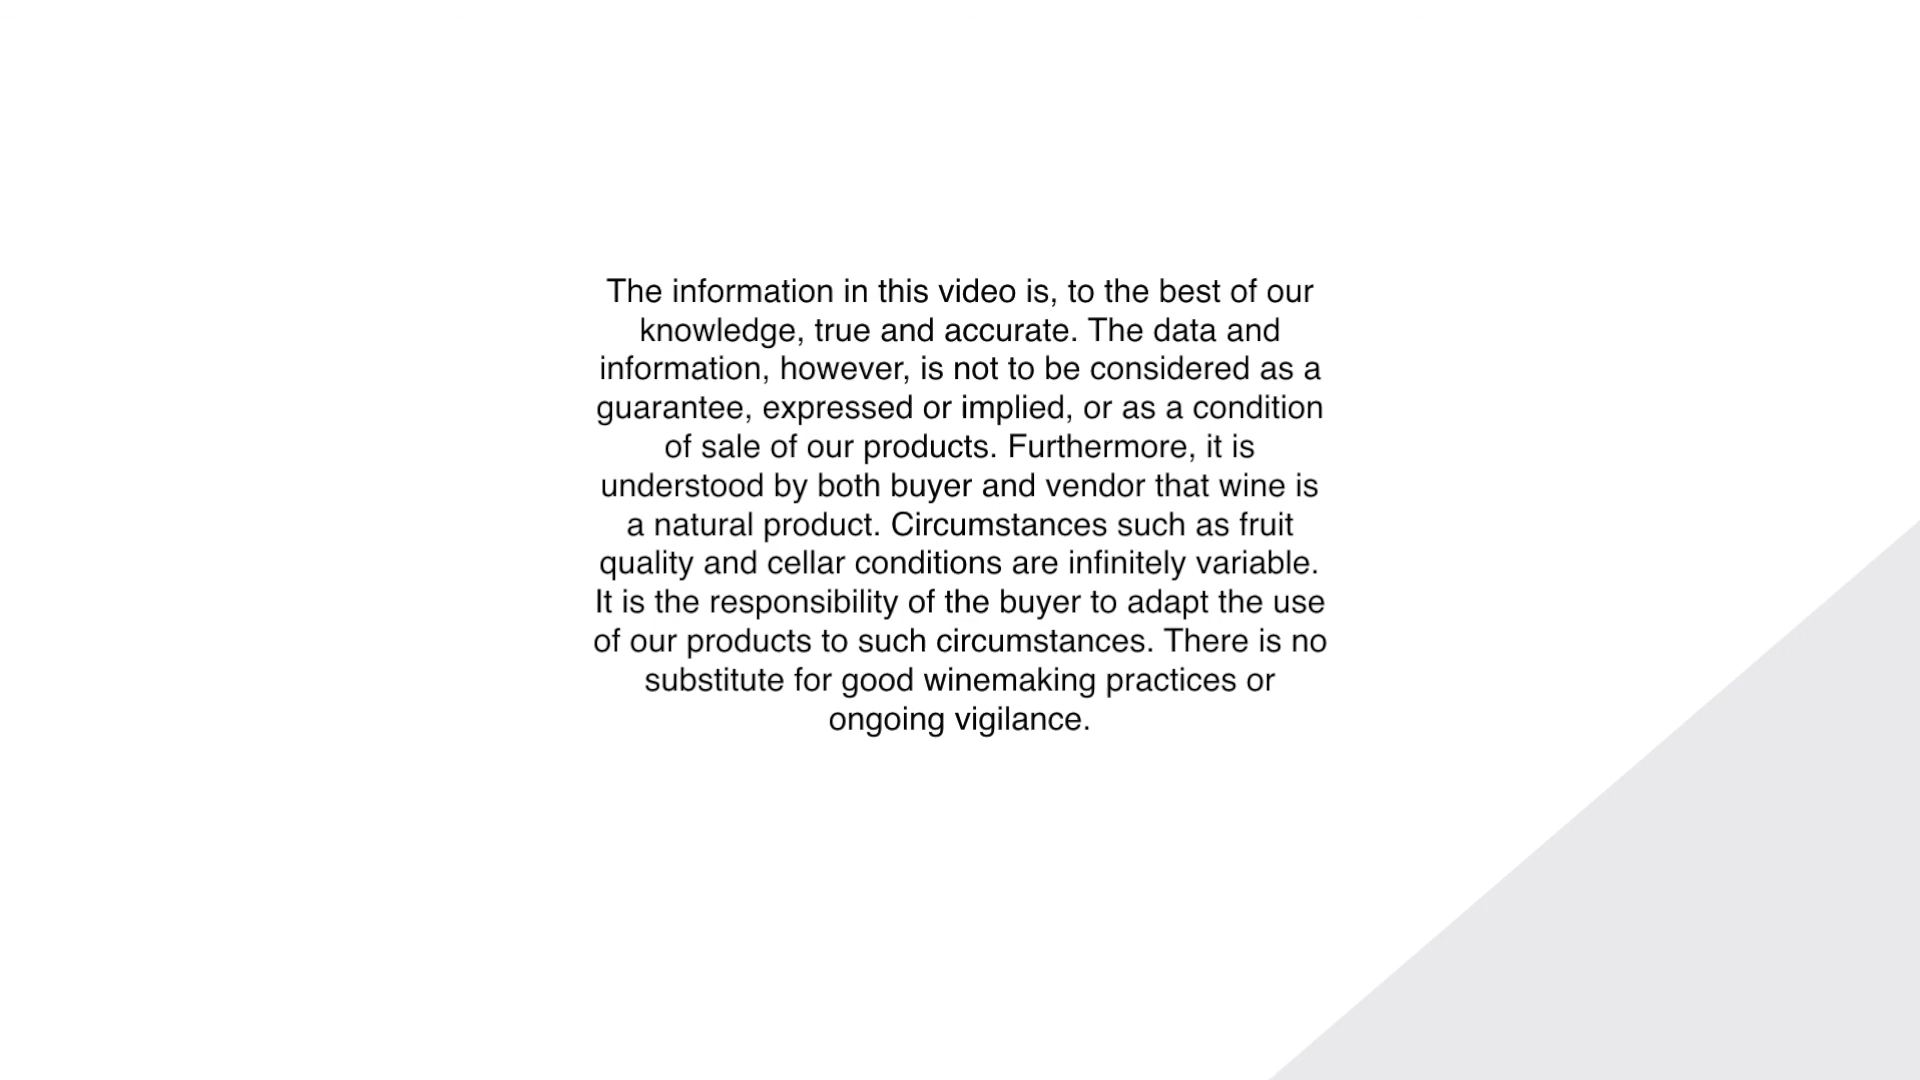 The information in this video is, to the best of our
knowledge, true and accurate. The data and
information, however, is not to be considered as a
guarantee, expressed or implied, or as a condition
of sale of our products. Furthermore, it is
understood by both buyer and vendor that wine is
a natural product. Circumstances such as fruit
quality and cellar conditions are infinitely variable.
It is the responsibility of the buyer to adapt the use
of our products to such circumstances. There is no
substitute for good winemaking practices or
ongoing vigilance.